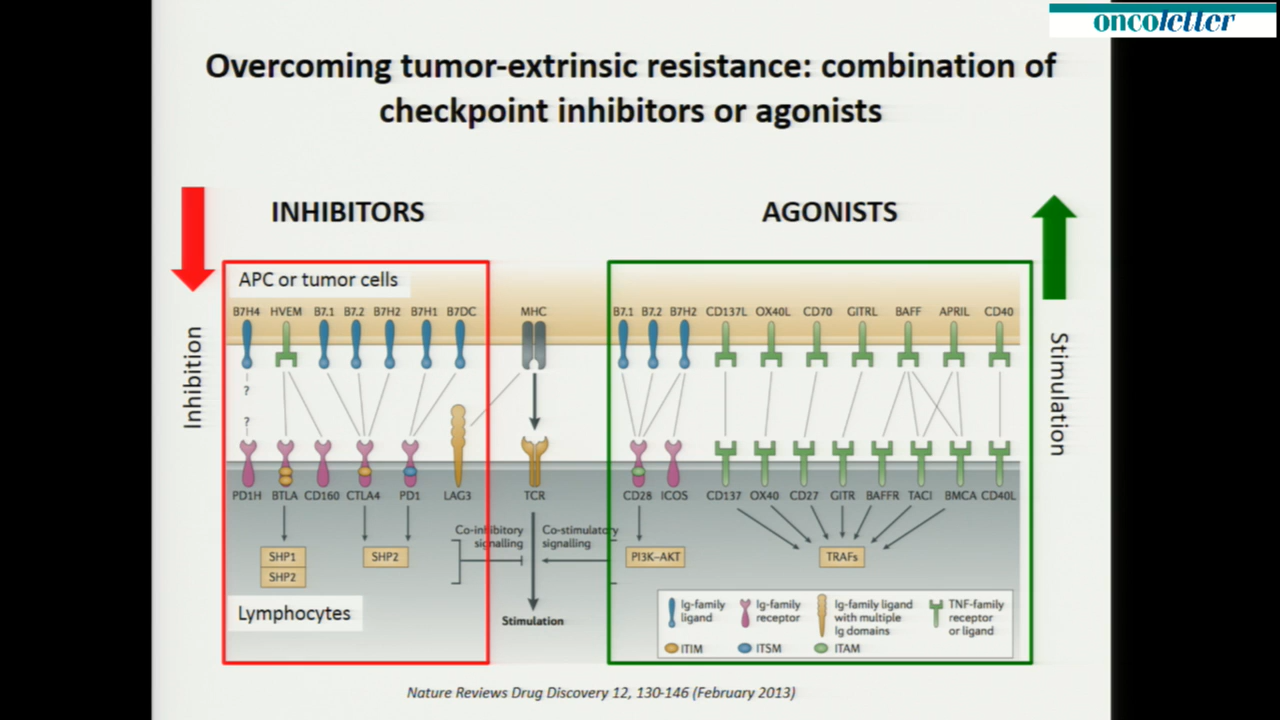 oncoletter
Overcoming tumor-extrinsic resistance: combination of
checkpoint inhibitors or agonists
INHIBITORS
AGONISTS
Inhibition
Stimulation
APC or tumor cells
B7H4 HVEM B7.1 B7.2 B7H2 B7H1 B7DC MHC B7.1 B7.2 B7H2 CD137L OX40L CD70 GITRL BAFF APRIL CD40
?
?
PD1H BTLA CD160 CTLA4 PD1 LAG3 TCR CD28 ICOS CD137 OX40 CD27 GITR BAFFR TACI BMCA CD40L
Co-inhibitory
signalling
Co-stimulatory
signalling
SHP1
SHP2
SHP2
PI3K–AKT
TRAFs
Lymphocytes
Stimulation
Ig-family
ligand
Ig-family
receptor
Ig-family ligand
with multiple
Ig domains
TNF-family
receptor
or ligand
ITIM ITSM ITAM
Nature Reviews Drug Discovery 12, 130-146 (February 2013)